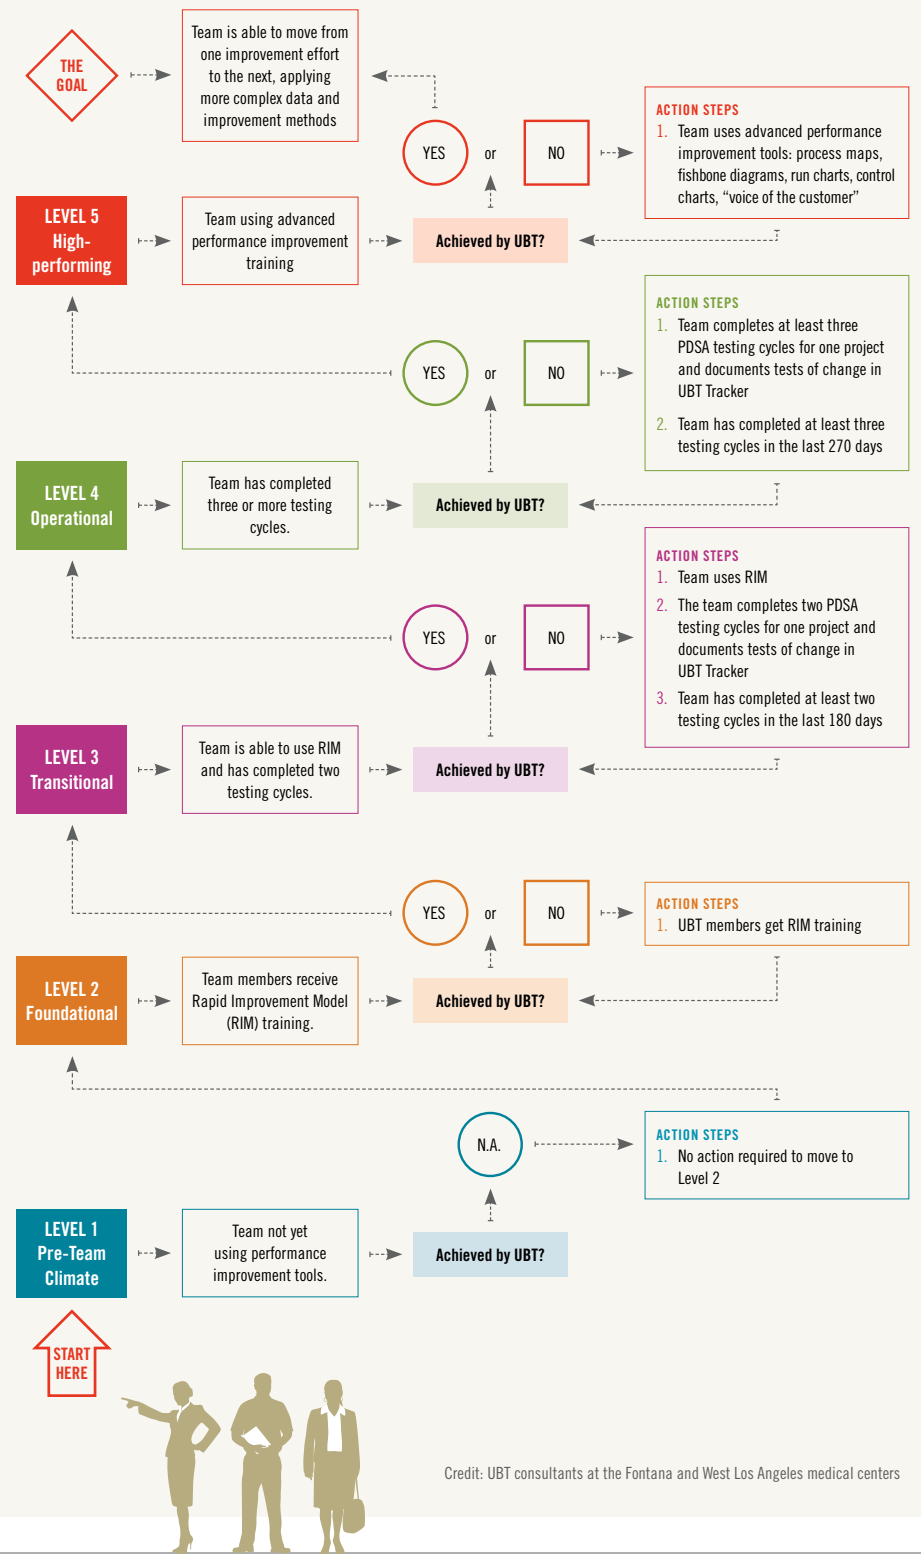 THE
GOAL
Team is able to move from
one improvement effort
to the next, applying
more complex data and
improvement methods
YES
or
NO
ACTION STEPS
1. Team uses advanced performance
improvement tools: process maps,
fishbone diagrams, run charts, control
charts, “voice of the customer”
LEVEL 5
High-
performing
Team using advanced
performance improvement
training
Achieved by UBT?
YES
or
NO
ACTION STEPS
1. Team completes at least three
PDSA testing cycles for one project
and documents tests of change in
UBT Tracker
2. Team has completed at least three
testing cycles in the last 270 days
LEVEL 4
Operational
Team has completed
three or more testing
cycles.
Achieved by UBT?
YES
or
NO
ACTION STEPS
1. Team uses RIM
2. The team completes two PDSA
testing cycles for one project and
documents tests of change in
UBT Tracker
3. Team has completed at least two
testing cycles in the last 180 days
LEVEL 3
Transitional
Team is able to use RIM
and has completed two
testing cycles.
Achieved by UBT?
YES
or
NO
ACTION STEPS
1. UBT members get RIM training
LEVEL 2
Foundational
Team members receive
Rapid Improvement Model
(RIM) training.
Achieved by UBT?
N.A.
ACTION STEPS
1. No action required to move to
Level 2
LEVEL 1
Pre-Team
Climate
Team not yet
using performance
improvement tools.
Achieved by UBT?
START
HERE
Credit: UBT consultants at the Fontana and West Los Angeles medical centers